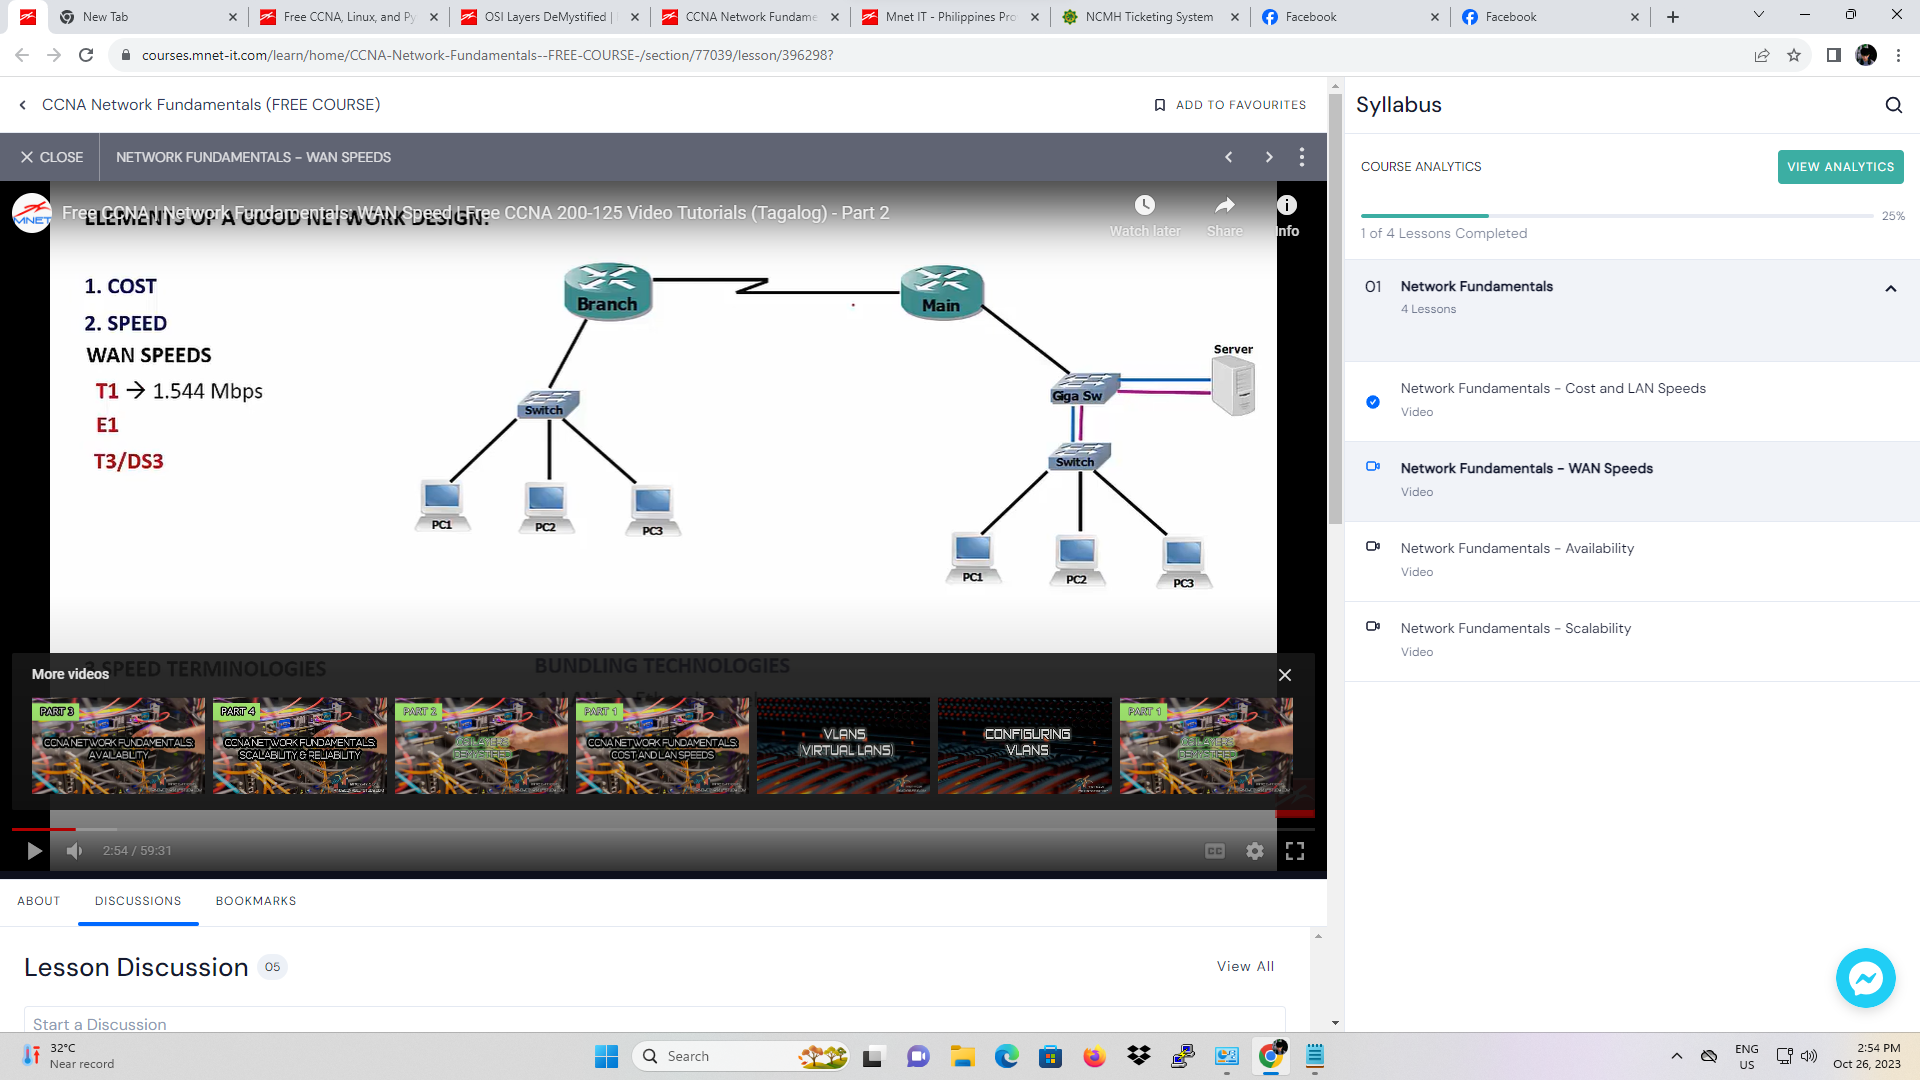 New Tab
Free CCNA, Linux, and Py
OSI Layers DeMystified |
CCNA Network Fundame
Mnet IT - Philippines Pro
NCMH Ticketing System
Facebook
Facebook
courses.mnet-it.com/learn/home/CCNA-Network-Fundamentals--FREE-COURSE-/section/77039/lesson/396298?
CCNA Network Fundamentals (FREE COURSE)
ADD TO FAVOURITES
CLOSE
NETWORK FUNDAMENTALS - WAN SPEEDS
MNET
Free CCNA | Network Fundamentals: WAN Speed | Free CCNA 200-125 Video Tutorials (Tagalog) - Part 2
ELEMENTS OF A GOOD NETWORK DESIGN:
Watch later
Share
Info
1. COST
2. SPEED
WAN SPEEDS
T1 → 1.544 Mbps
E1
T3/DS3
Branch
Main
Server
Giga Sw
Switch
Switch
PC1
PC2
PC3
PC1
PC2
PC3
3 SPEED TERMINOLOGIES
BUNDLING TECHNOLOGIES
More videos
PART 3
CCNA NETWORK FUNDAMENTALS:
AVAILABILITY
PART 4
CCNA NETWORK FUNDAMENTALS:
SCALABILITY & RELIABILITY
PART 2
OSI LAYERS
DEMYSTIFIED
PART 1
CCNA NETWORK FUNDAMENTALS:
COST AND LAN SPEEDS
VLANS
(VIRTUAL LANS)
CONFIGURING
VLANS
PART 1
OSI LAYERS
DEMYSTIFIED
2:54 / 59:31
CC
ABOUT
DISCUSSIONS
BOOKMARKS
Lesson Discussion 05
View All
Start a Discussion
Syllabus
COURSE ANALYTICS
VIEW ANALYTICS
25%
1 of 4 Lessons Completed
01 Network Fundamentals
4 Lessons
Network Fundamentals - Cost and LAN Speeds
Video
Network Fundamentals - WAN Speeds
Video
Network Fundamentals - Availability
Video
Network Fundamentals - Scalability
Video
32°C
Near record
Search
ENG
US
2:54 PM
Oct 26, 2023